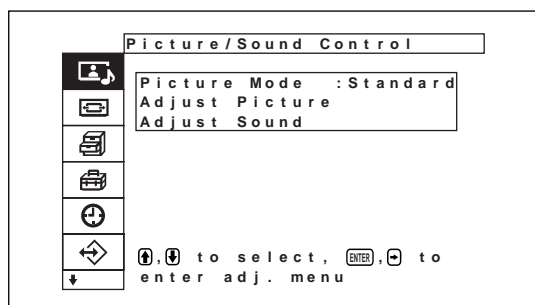 Picture/Sound Control
Picture Mode :Standard
Adjust Picture
Adjust Sound
, to select, ENTER, to
enter adj. menu